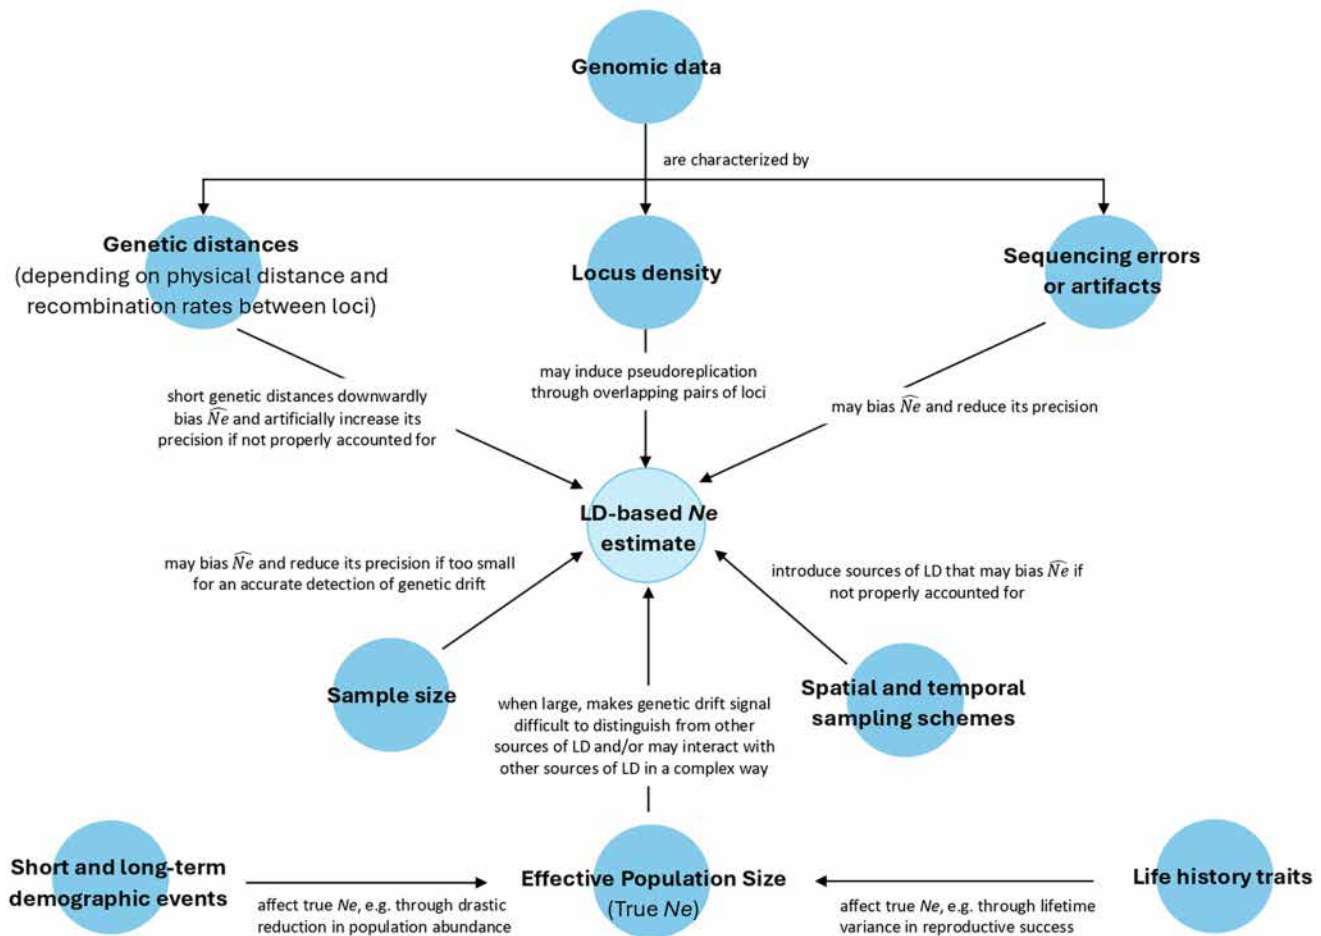 Genomic data
are characterized by
Genetic distances
(depending on physical distance and
recombination rates between loci)
Locus density
Sequencing errors
or artifacts
short genetic distances downwardly
bias N̂e and artificially increase its
precision if not properly accounted for
may induce pseudoreplication
through overlapping pairs of loci
may bias N̂e and reduce its precision
LD-based Ne
estimate
may bias N̂e and reduce its precision if too small
for an accurate detection of genetic drift
introduce sources of LD that may bias N̂e if
not properly accounted for
Sample size
when large, makes genetic drift signal
difficult to distinguish from other
sources of LD and/or may interact with
other sources of LD in a complex way
Spatial and temporal
sampling schemes
Short and long-term
demographic events
affect true Ne, e.g. through drastic
reduction in population abundance
Effective Population Size
(True Ne)
affect true Ne, e.g. through lifetime
variance in reproductive success
Life history traits